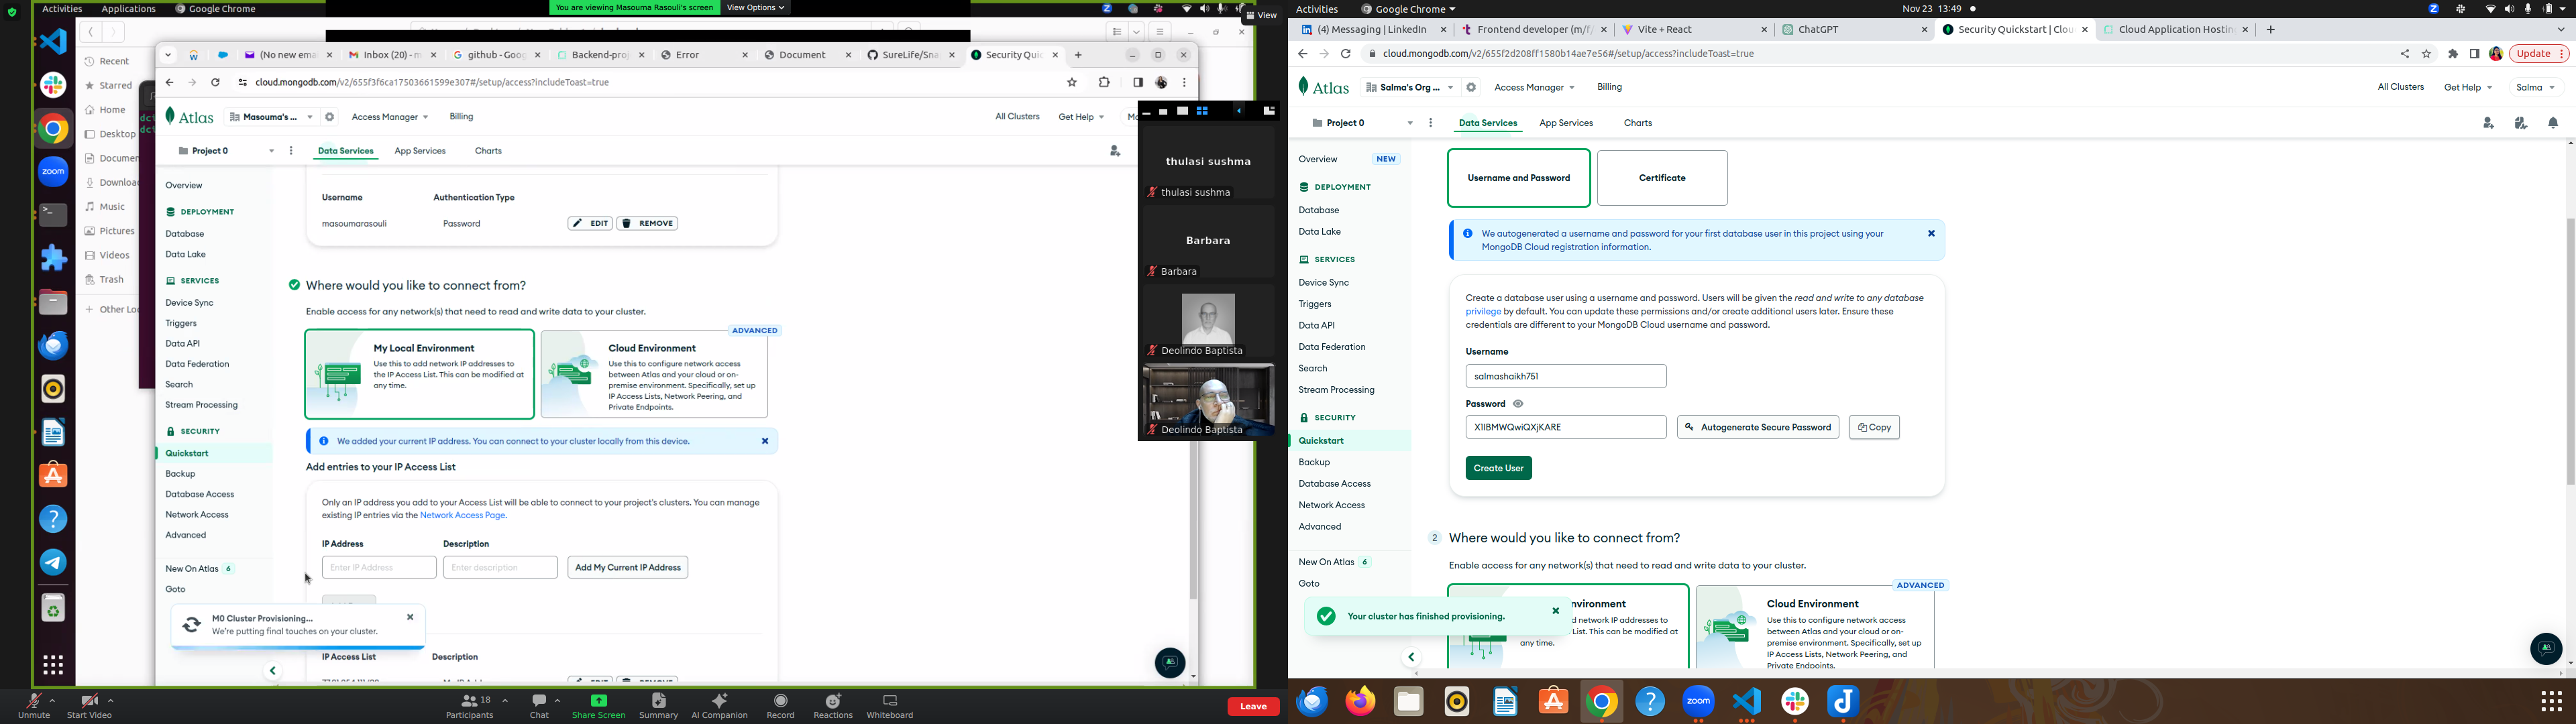 Activities
Applications
Google Chrome
You are viewing Masouma Rasouli's screen
View Options
View
(No new ema
Inbox (20) - m
github - Goog
Backend-proj
Error
Document
SureLife/Sna
Security Quic
cloud.mongodb.com/v2/655f3f6ca17503661599e307#/setup/access?includeToast=true
Atlas
Masouma's ...
Access Manager
Billing
All Clusters
Get Help
Project 0
Data Services
App Services
Charts
Recent
Starred
Home
Desktop
Documen
Downloa
Music
Pictures
Videos
Trash
Other Loc
Overview
DEPLOYMENT
Database
Data Lake
SERVICES
Device Sync
Triggers
Data API
Data Federation
Search
Stream Processing
SECURITY
Quickstart
Backup
Database Access
Network Access
Advanced
New On Atlas 6
Goto
Username
Authentication Type
masoumarasouli
Password
EDIT
REMOVE
Where would you like to connect from?
Enable access for any network(s) that need to read and write data to your cluster.
ADVANCED
My Local Environment
Use this to add network IP addresses to
the IP Access List. This can be modified at
any time.
Cloud Environment
Use this to configure network access
between Atlas and your cloud or on-
premise environment. Specifically, set up
IP Access Lists, Network Peering, and
Private Endpoints.
We added your current IP address. You can connect to your cluster locally from this device.
Add entries to your IP Access List
Only an IP address you add to your Access List will be able to connect to your project's clusters. You can manage
existing IP entries via the Network Access Page.
IP Address
Description
Enter IP Address
Enter description
Add My Current IP Address
M0 Cluster Provisioning...
We're putting final touches on your cluster.
IP Access List
Description
thulasi sushma
thulasi sushma
Barbara
Barbara
Deolindo Baptista
Deolindo Baptista
zoom
Unmute
Start Video
Participants
18
Chat
Share Screen
Summary
AI Companion
Record
Reactions
Whiteboard
Leave
Activities
Google Chrome
Nov 23 13:49
(4) Messaging | LinkedIn
Frontend developer (m/f/
Vite + React
ChatGPT
Security Quickstart | Clou
Cloud Application Hostin
cloud.mongodb.com/v2/655f2d208ff1580b14ae7e56#/setup/access?includeToast=true
Update
Atlas
Salma's Org ...
Access Manager
Billing
All Clusters
Get Help
Salma
Project 0
Data Services
App Services
Charts
Overview
NEW
DEPLOYMENT
Database
Data Lake
SERVICES
Device Sync
Triggers
Data API
Data Federation
Search
Stream Processing
SECURITY
Quickstart
Backup
Database Access
Network Access
Advanced
New On Atlas 6
Goto
Username and Password
Certificate
We autogenerated a username and password for your first database user in this project using your
MongoDB Cloud registration information.
Create a database user using a username and password. Users will be given the read and write to any database
privilege by default. You can update these permissions and/or create additional users later. Ensure these
credentials are different to your MongoDB Cloud username and password.
Username
salmashaikh751
Password
X1IBMWQwiQXjKARE
Autogenerate Secure Password
Copy
Create User
2
Where would you like to connect from?
Enable access for any network(s) that need to read and write data to your cluster.
ADVANCED
nvironment
d network IP addresses to
List. This can be modified at
any time.
Cloud Environment
Use this to configure network access
between Atlas and your cloud or on-
premise environment. Specifically, set up
IP Access Lists, Network Peering, and
Private Endpoints.
Your cluster has finished provisioning.
zoom